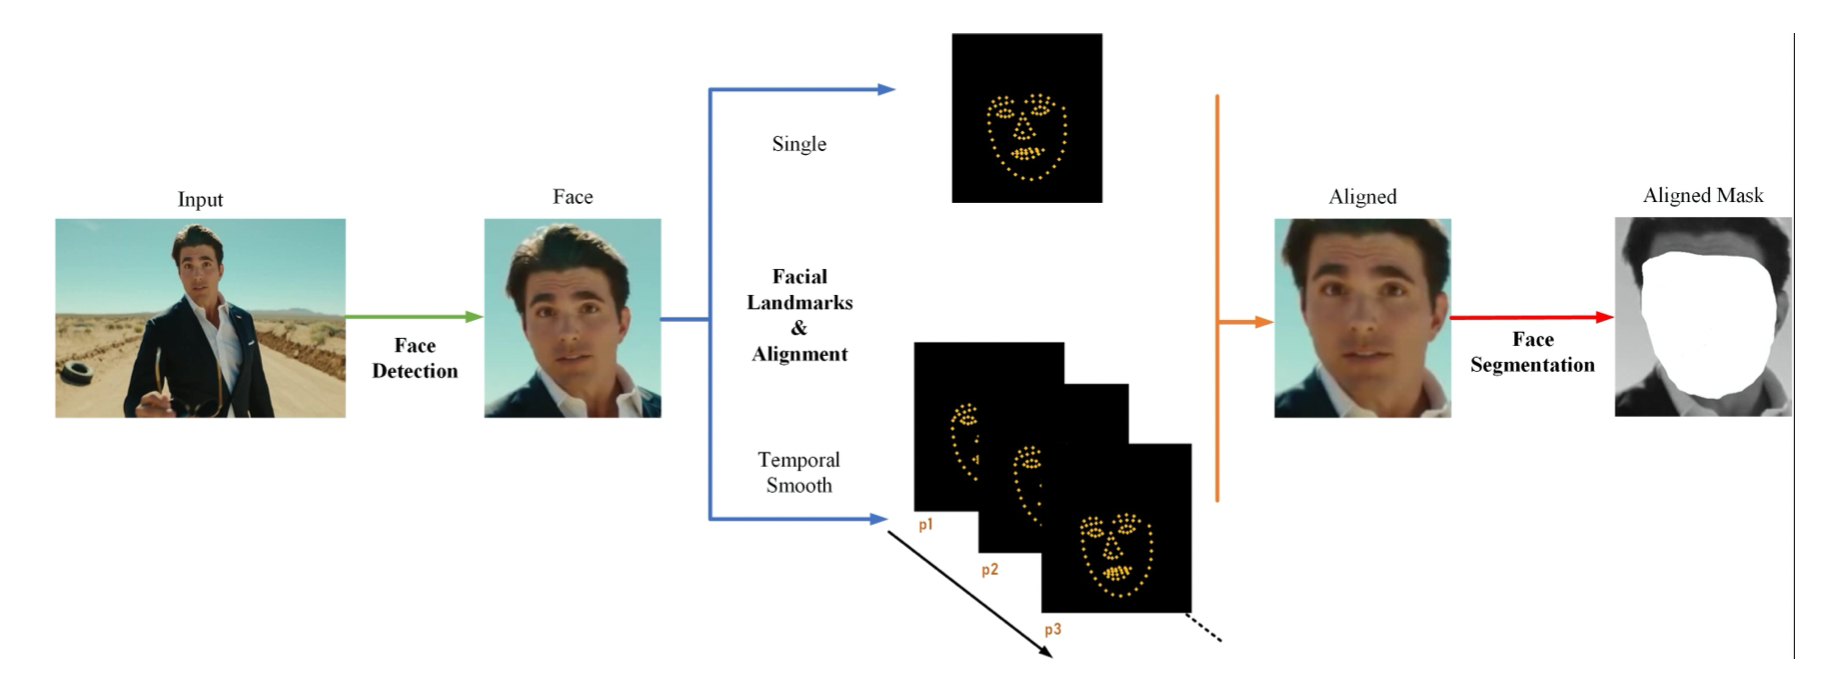 Input
Face
Detection
Face
Single
Facial
Landmarks
&
Alignment
Temporal
Smooth
p1
p2
p3
Aligned
Face
Segmentation
Aligned Mask